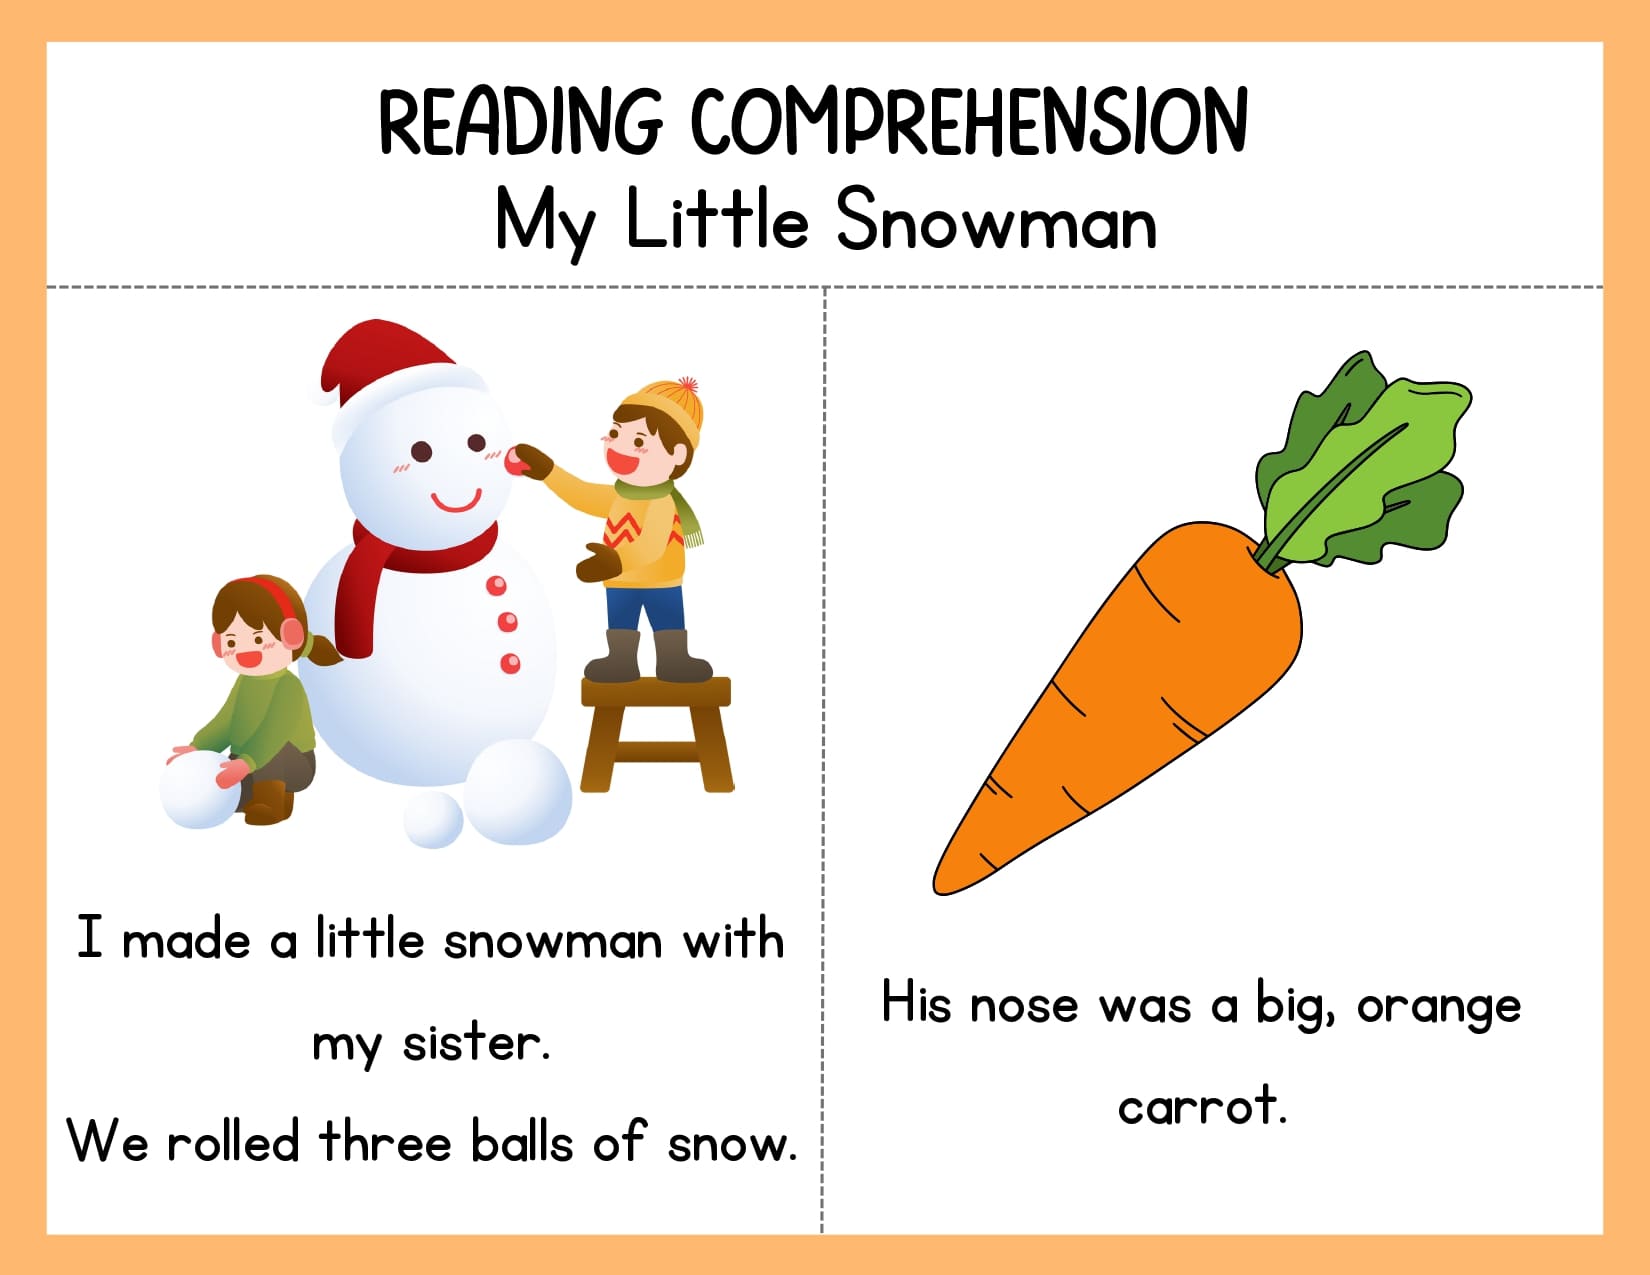 READING COMPREHENSION
My Little Snowman
I made a little snowman with
my sister.
We rolled three balls of snow.
His nose was a big, orange
carrot.